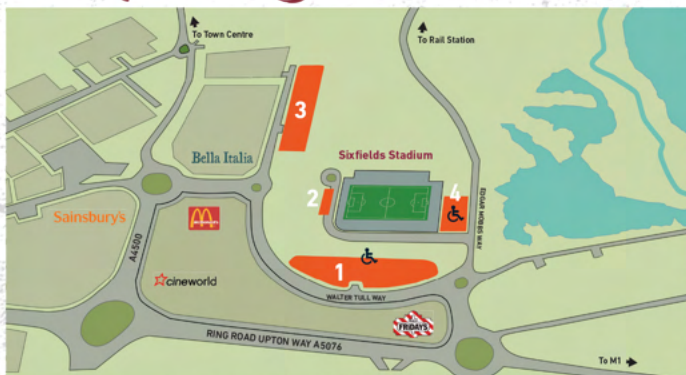 To Town Centre
To Rail Station
3
Bella Italia
Sixfields Stadium
2
4
EDGAR MOBBS WAY
Sainsbury's
McDonald's
A4500
cineworld
1
WALTER TULL WAY
FRIDAYS
RING ROAD UPTON WAY A5076
To M1